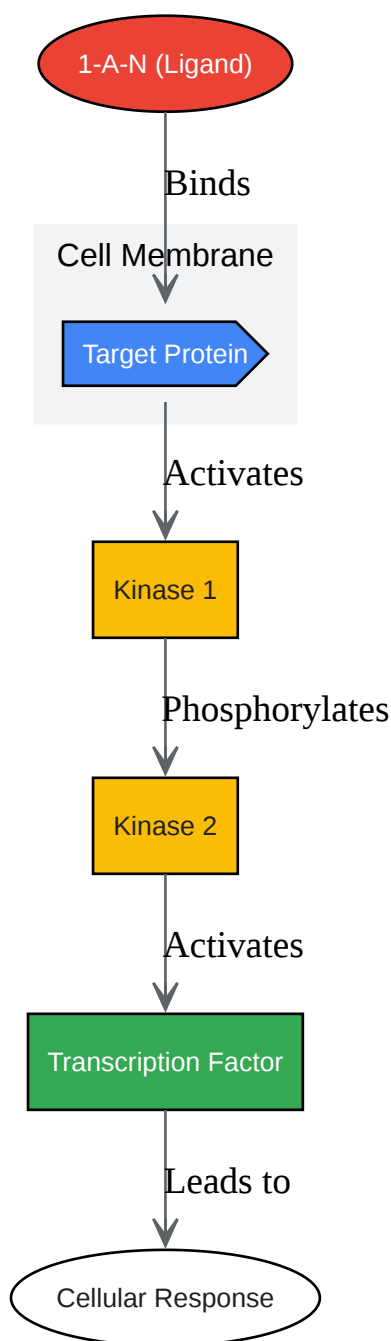 1-A-N (Ligand)
Binds
Cell Membrane
Target Protein
Activates
Kinase 1
Phosphorylates
Kinase 2
Activates
Transcription Factor
Leads to
Cellular Response